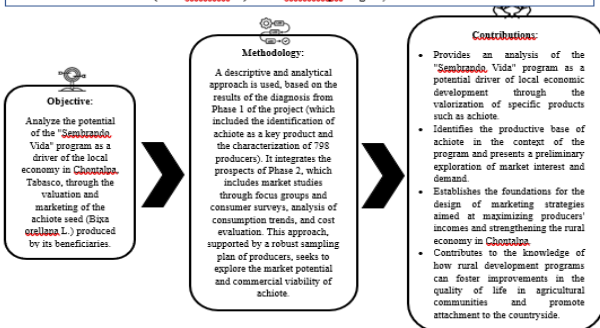 Objective:
Analyze the potential
of the "Sembrando
Vida" program as a
driver of the local
economy in Chontalpa,
Tabasco, through the
valuation and
marketing of the
achiote seed (Bixa
orellana L.) produced
by its beneficiaries.
Methodology:
A descriptive and analytical
approach is used, based on the
results of the diagnosis from
Phase 1 of the project (which
included the identification of
achiote as a key product and
the characterization of 798
producers). It integrates the
prospects of Phase 2, which
includes market studies
through focus groups and
consumer surveys, analysis of
consumption trends, and cost
evaluation. This approach,
supported by a robust sampling
plan of producers, seeks to
explore the market potential
and commercial viability of
achiote.
Contributions:
• Provides an analysis of the
"Sembrando Vida" program as a
potential driver of local economic
development through the
valorization of specific products
such as achiote.
• Identifies the productive base of
achiote in the context of the
program and presents a preliminary
exploration of market interest and
demand.
• Establishes the foundations for the
design of marketing strategies
aimed at maximizing producers'
incomes and strengthening the rural
economy in Chontalpa.
• Contributes to the knowledge of
how rural development programs
can foster improvements in the
quality of life in agricultural
communities and promote
attachment to the countryside.